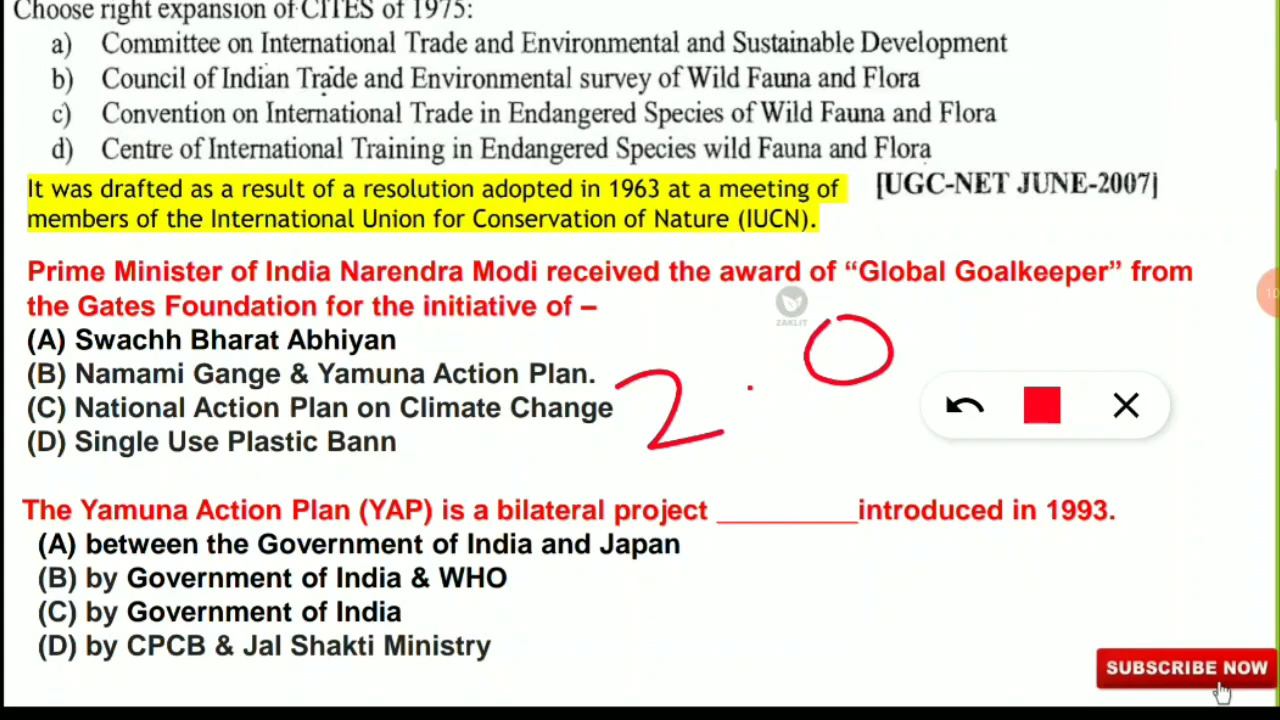 Choose right expansion of CITES of 1975:
a) Committee on International Trade and Environmental and Sustainable Development
b) Council of Indian Trade and Environmental survey of Wild Fauna and Flora
c) Convention on International Trade in Endangered Species of Wild Fauna and Flora
d) Centre of International Training in Endangered Species wild Fauna and Flora
It was drafted as a result of a resolution adopted in 1963 at a meeting of
members of the International Union for Conservation of Nature (IUCN).
[UGC-NET JUNE-2007]
Prime Minister of India Narendra Modi received the award of “Global Goalkeeper” from
the Gates Foundation for the initiative of –
ZAKLIT
(A) Swachh Bharat Abhiyan
(B) Namami Gange & Yamuna Action Plan.
(C) National Action Plan on Climate Change
(D) Single Use Plastic Bann
2.0
The Yamuna Action Plan (YAP) is a bilateral project _________introduced in 1993.
(A) between the Government of India and Japan
(B) by Government of India & WHO
(C) by Government of India
(D) by CPCB & Jal Shakti Ministry
SUBSCRIBE NOW